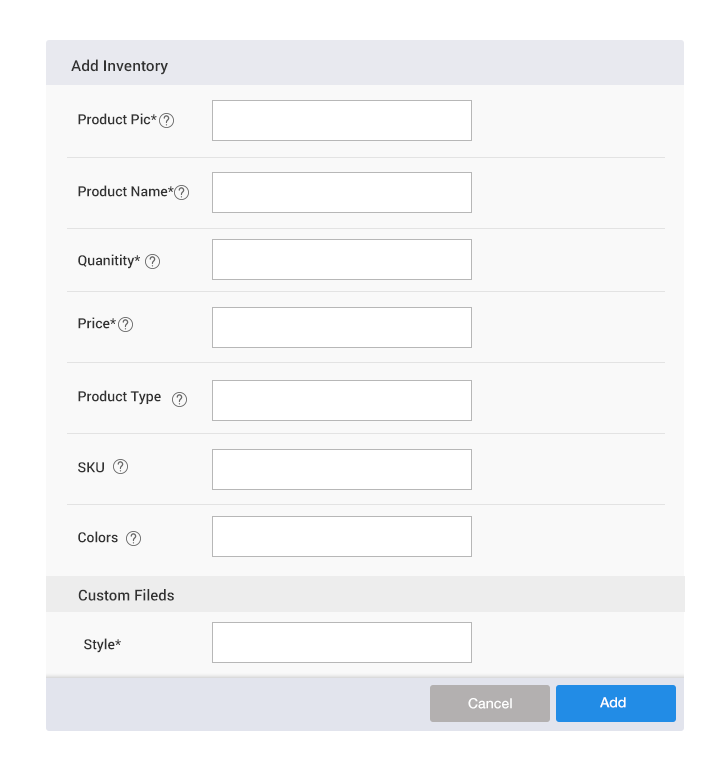 Add Inventory
Product Pic* ?
Product Name* ?
Quanitity* ?
Price* ?
Product Type ?
SKU ?
Colors ?
Custom Fileds
Style*
Cancel Add